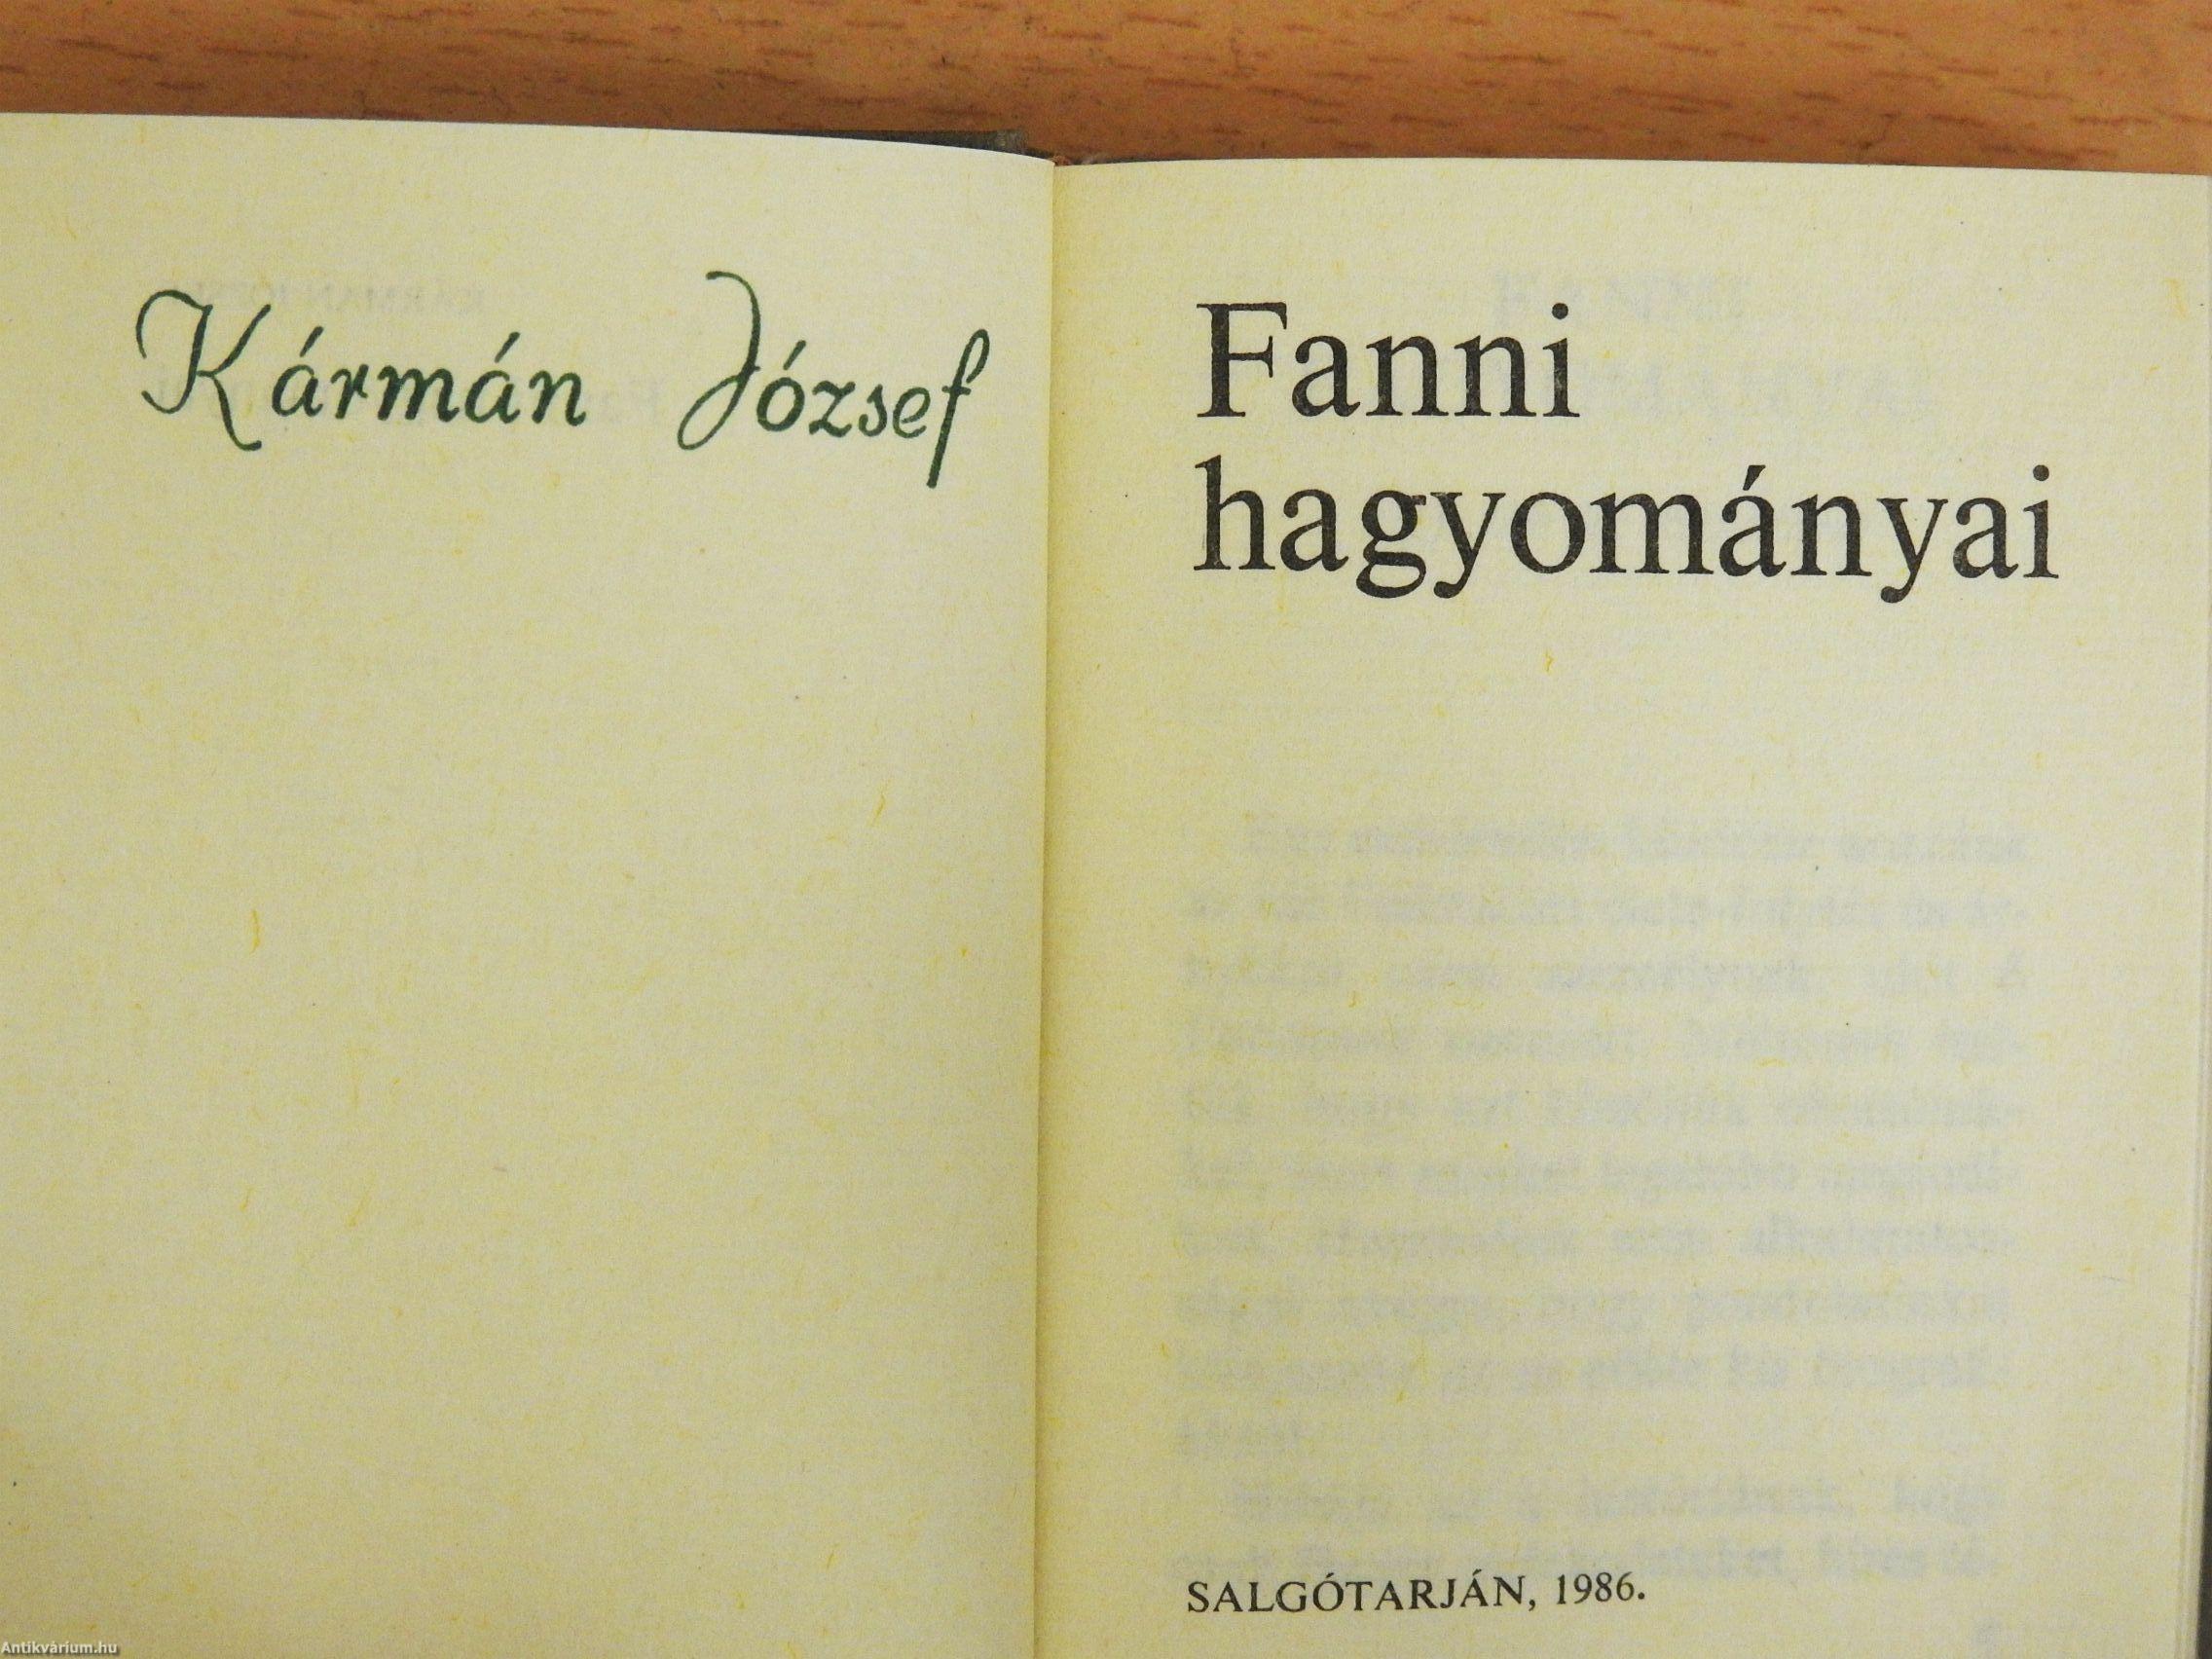 Kármán József
Fanni
hagyományai
SALGÓTARJÁN, 1986.
Antikvárium.hu